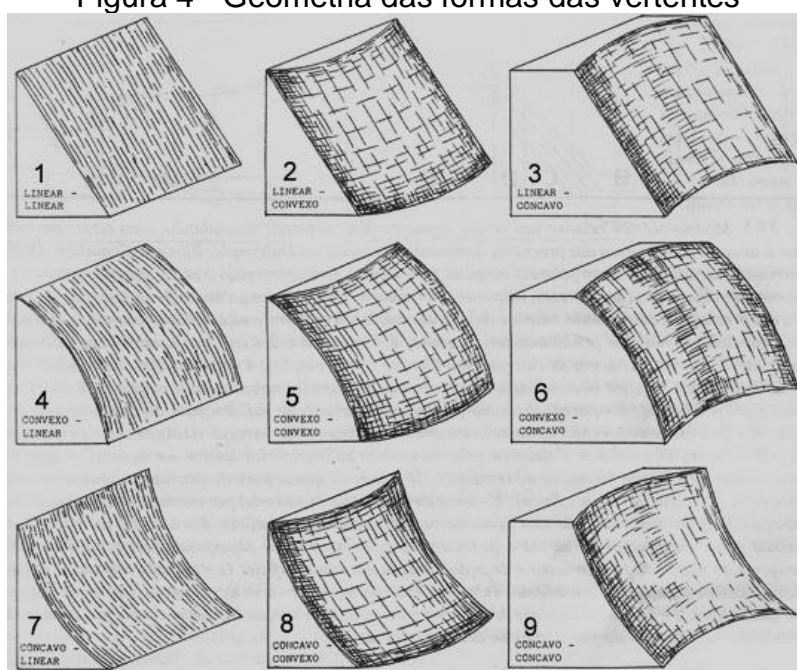 Figura 4 - Geometria das formas das vertentes
1
LINEAR -
LINEAR
2
LINEAR -
CONVEXO
3
LINEAR -
CONCAVO
4
CONVEXO -
LINEAR
5
CONVEXO -
CONVEXO
6
CONVEXO -
CONCAVO
7
CONCAVO -
LINEAR
8
CONCAVO -
CONVEXO
9
CONCAVO -
CONCAVO